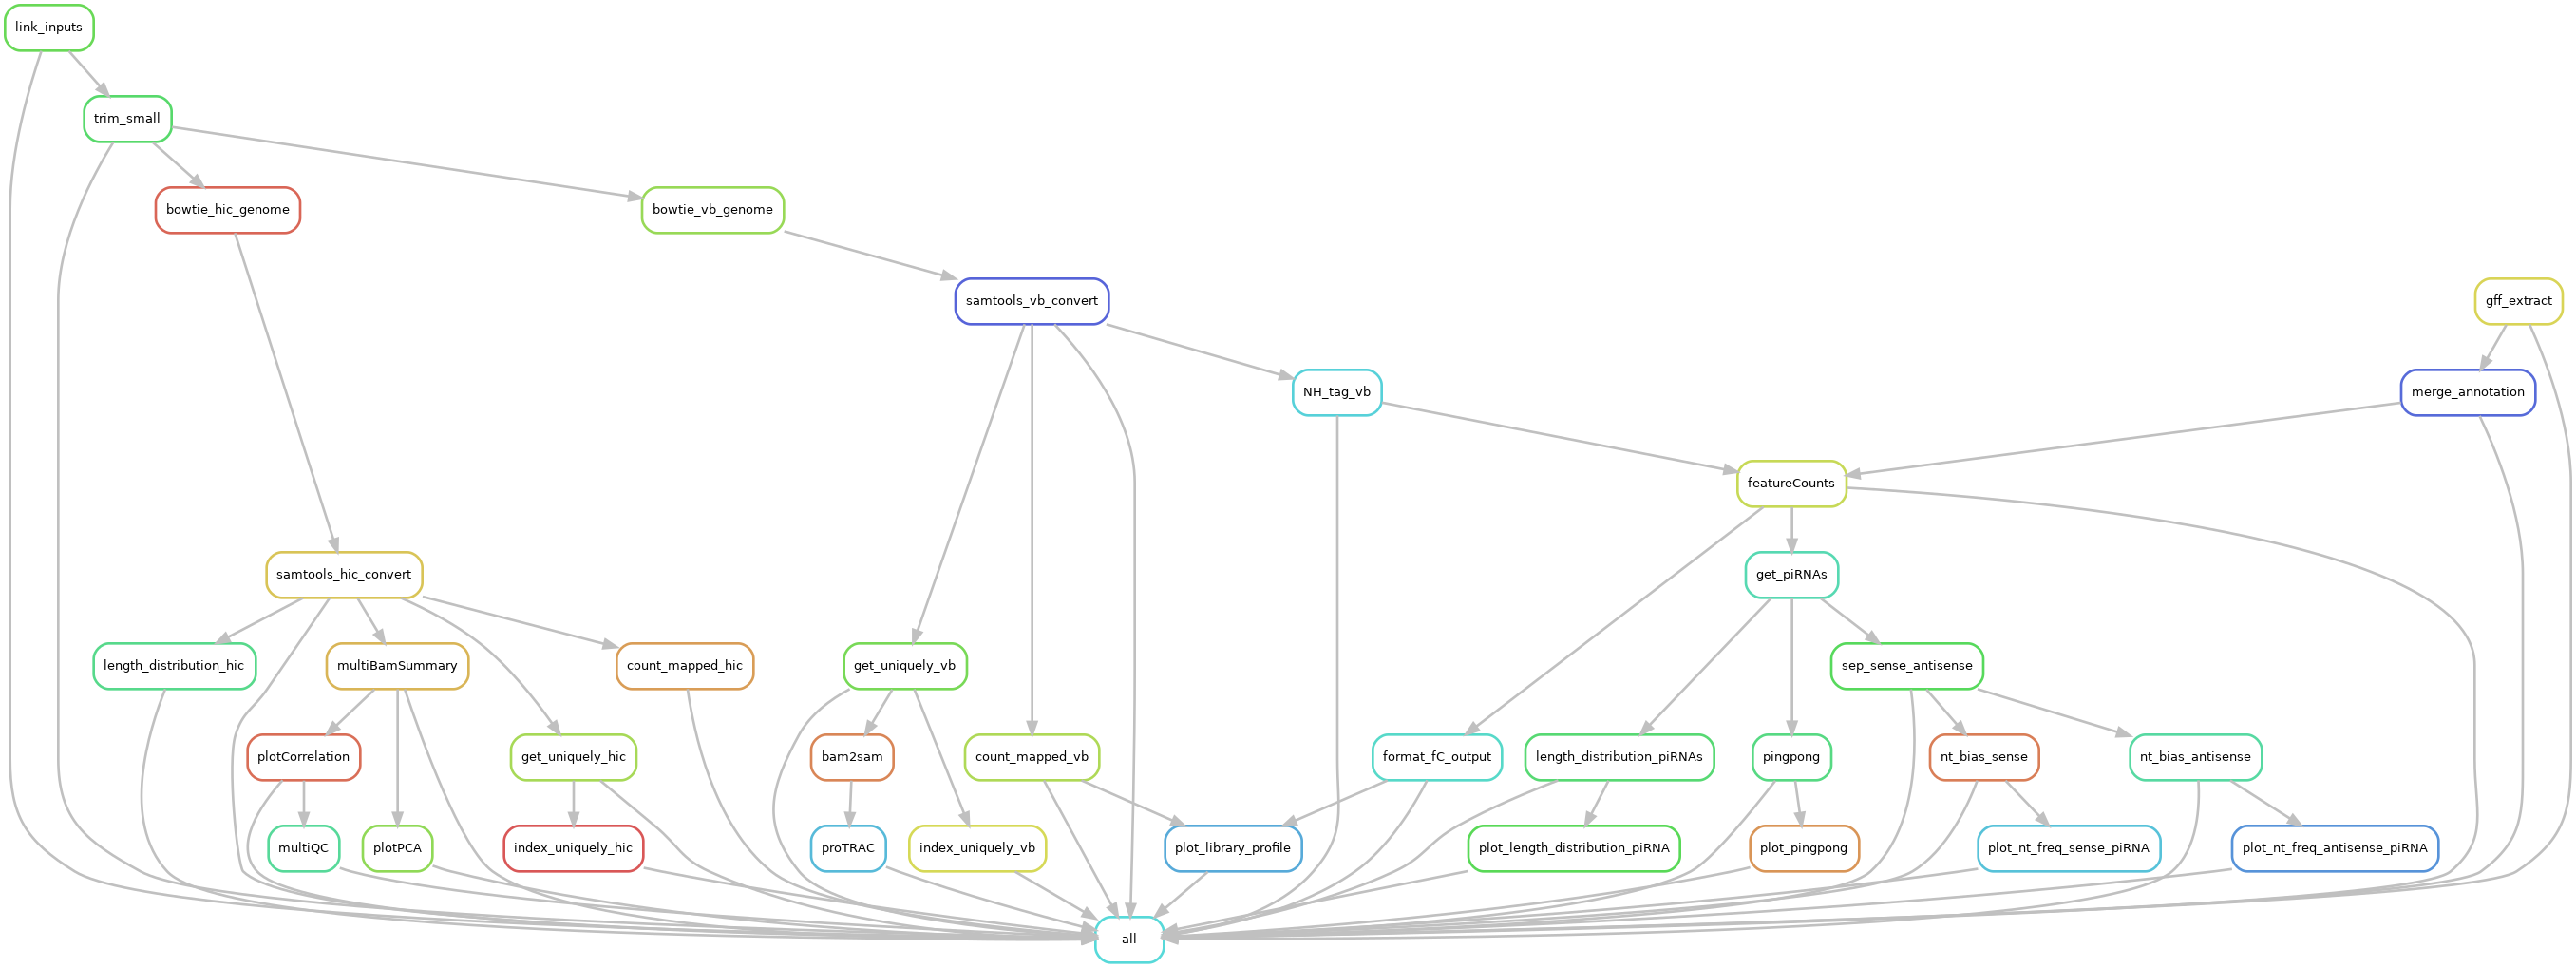 link_inputs
trim_small
bowtie_hic_genome
bowtie_vb_genome
samtools_vb_convert
gff_extract
NH_tag_vb
merge_annotation
featureCounts
samtools_hic_convert
get_piRNAs
length_distribution_hic
multiBamSummary
count_mapped_hic
get_uniquely_vb
sep_sense_antisense
plotCorrelation
get_uniquely_hic
bam2sam
count_mapped_vb
format_fC_output
length_distribution_piRNAs
pingpong
nt_bias_sense
nt_bias_antisense
multiQC
plotPCA
index_uniquely_hic
proTRAC
index_uniquely_vb
plot_library_profile
plot_length_distribution_piRNA
plot_pingpong
plot_nt_freq_sense_piRNA
plot_nt_freq_antisense_piRNA
all